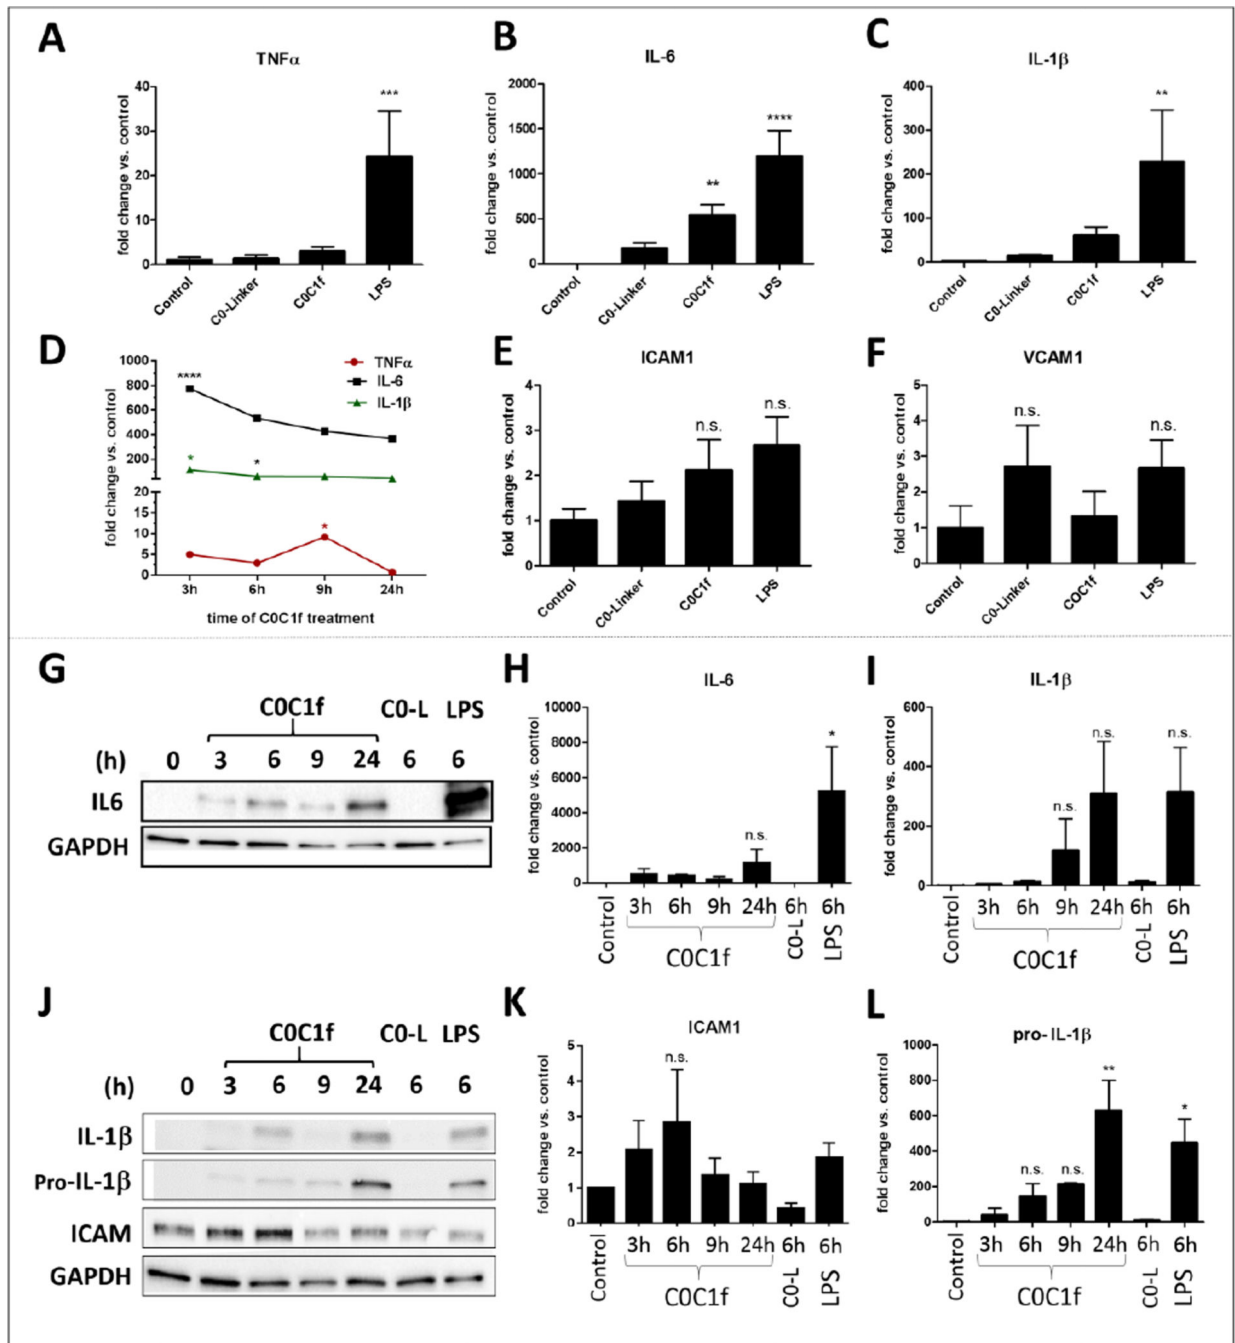 A
TNFα
fold change vs. control
40
30
20
10
0
***
Control
C0-Linker
C0C1f
LPS
B
IL-6
fold change vs. control
2000
1500
1000
500
0
**
****
Control
C0-Linker
C0C1f
LPS
C
IL-1β
fold change vs. control
400
300
200
100
0
**
Control
C0-Linker
C0C1f
LPS
D
fold change vs. control
1000
800
600
400
200
20
15
10
5
0
****
*
*
*
TNFα
IL-6
IL-1β
3h 6h 9h 24h
time of C0C1f treatment
E
ICAM1
fold change vs. control
4
3
2
1
0
n.s.
n.s.
Control
C0-Linker
C0C1f
LPS
F
VCAM1
fold change vs. control
5
4
3
2
1
0
n.s.
n.s.
Control
C0-Linker
COC1f
LPS
G
C0C1f C0-L LPS
(h) 0 3 6 9 24 6 6
IL6
GAPDH
H
IL-6
fold change vs. control
10000
8000
6000
4000
2000
0
n.s.
*
Control 3h 6h 9h 24h 6h 6h
C0C1f C0-L LPS
I
IL-1β
fold change vs. control
600
400
200
0
n.s.
n.s.
n.s.
Control 3h 6h 9h 24h 6h 6h
C0C1f C0-L LPS
J
C0C1f C0-L LPS
(h) 0 3 6 9 24 6 6
IL-1β
Pro-IL-1β
ICAM
GAPDH
K
ICAM1
fold change vs. control
5
4
3
2
1
0
n.s.
Control 3h 6h 9h 24h 6h 6h
C0C1f C0-L LPS
L
pro-IL-1β
fold change vs. control
1000
800
600
400
200
0
n.s.
n.s.
**
*
Control 3h 6h 9h 24h 6h 6h
C0C1f C0-L LPS